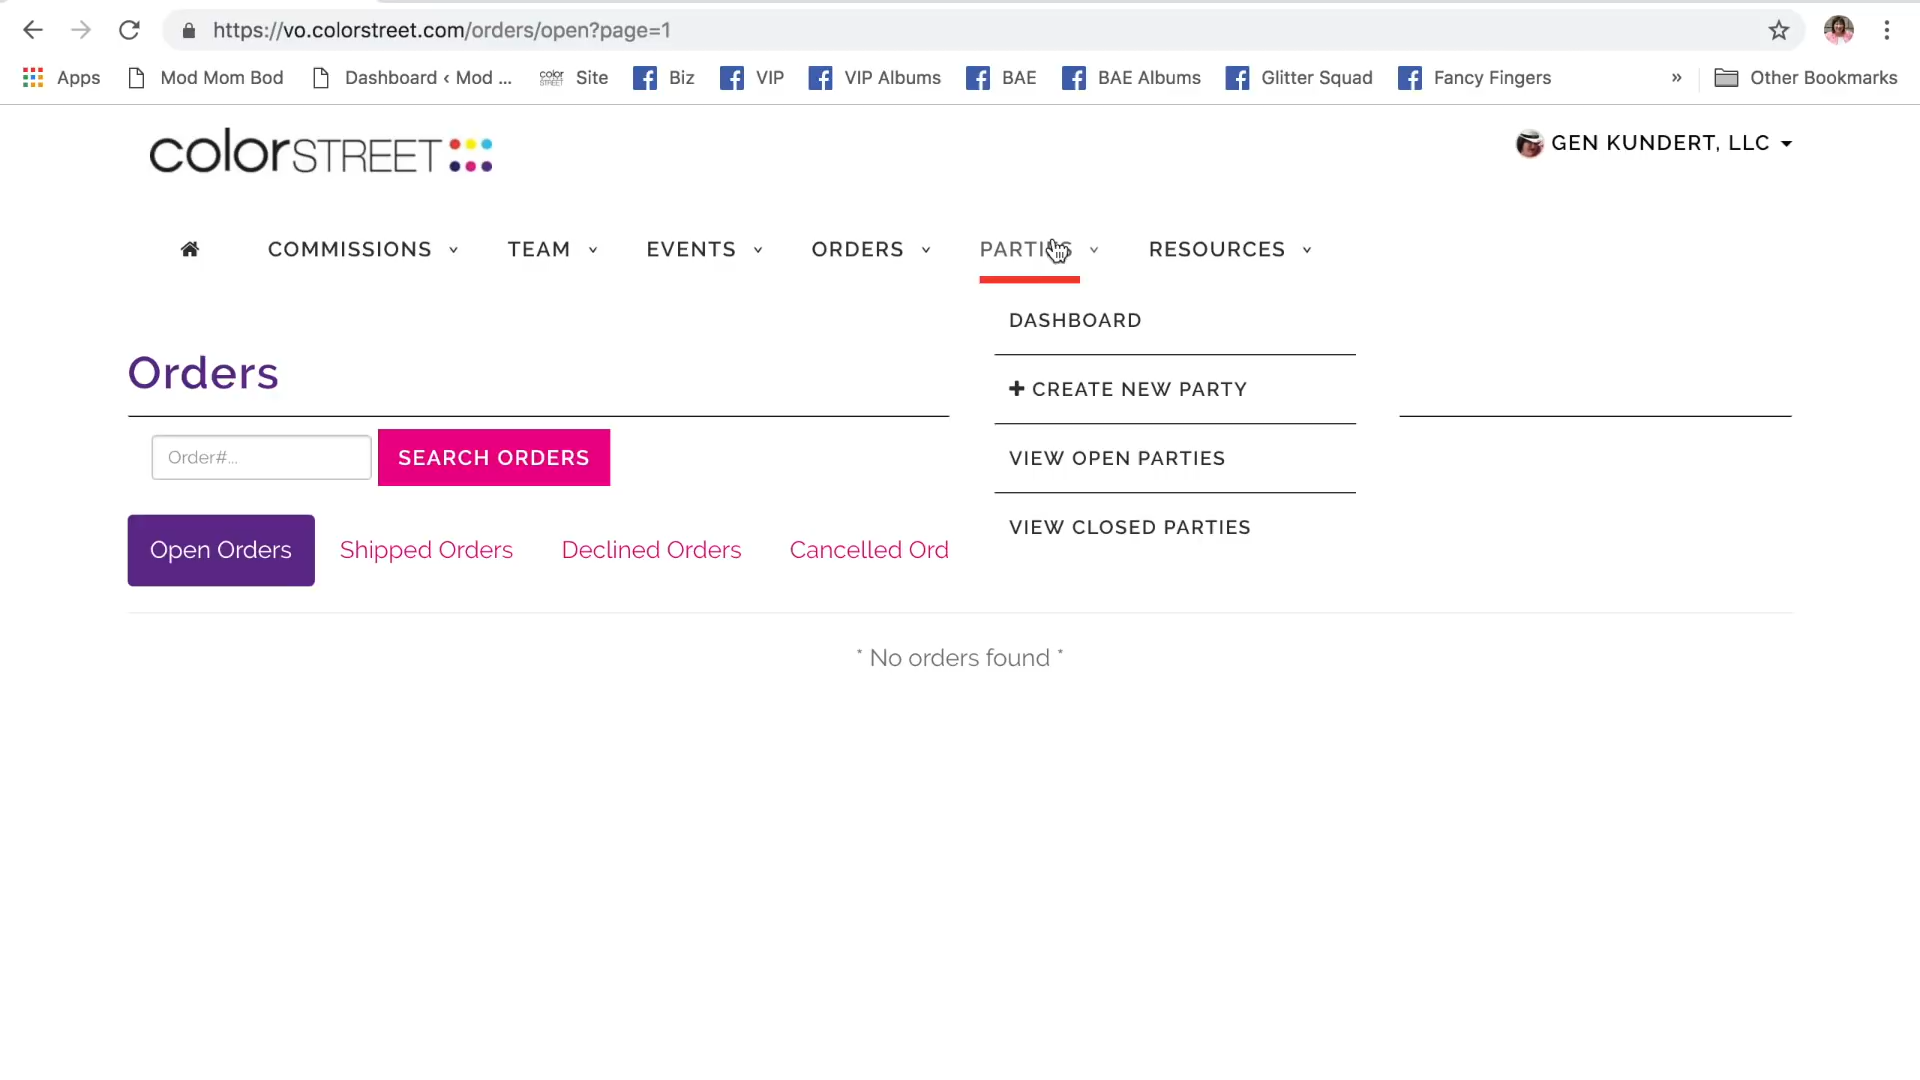 https://vo.colorstreet.com/orders/open?page=1
Apps Mod Mom Bod Dashboard ‹ Mod ... color STREET Site Biz VIP VIP Albums BAE BAE Albums Glitter Squad Fancy Fingers » Other Bookmarks
colorSTREET
GEN KUNDERT, LLC
COMMISSIONS TEAM EVENTS ORDERS PARTIES RESOURCES
DASHBOARD
+ CREATE NEW PARTY
VIEW OPEN PARTIES
VIEW CLOSED PARTIES
Orders
Order#... SEARCH ORDERS
Open Orders Shipped Orders Declined Orders Cancelled Ord
* No orders found *